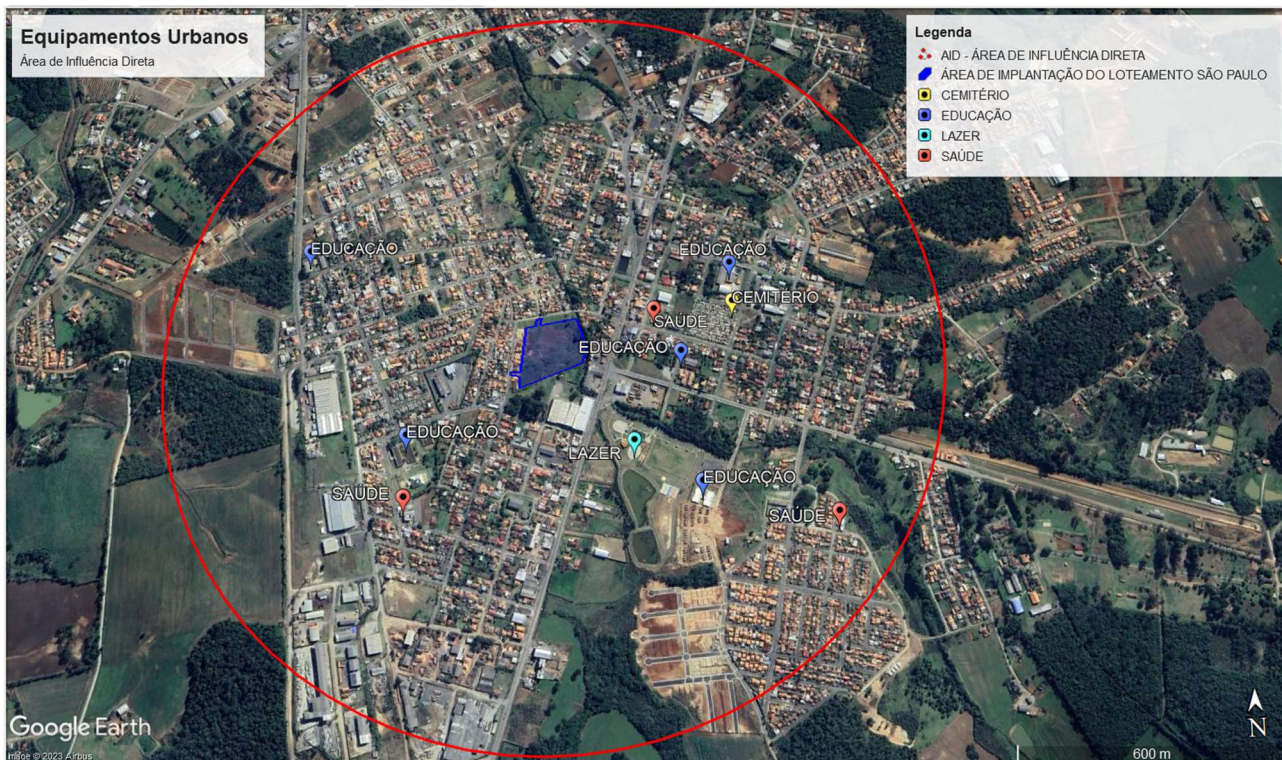 Equipamentos Urbanos
Área de Influência Direta
Legenda
AID - ÁREA DE INFLUÊNCIA DIRETA
ÁREA DE IMPLANTAÇÃO DO LOTEAMENTO SÃO PAULO
CEMITÉRIO
EDUCAÇÃO
LAZER
SAÚDE
EDUCAÇÃO
EDUCAÇÃO
CEMITÉRIO
SAÚDE
EDUCAÇÃO
EDUCAÇÃO
LAZER
EDUCAÇÃO
SAÚDE
SAÚDE
Google Earth
Image © 2023 Airbus
N
600 m